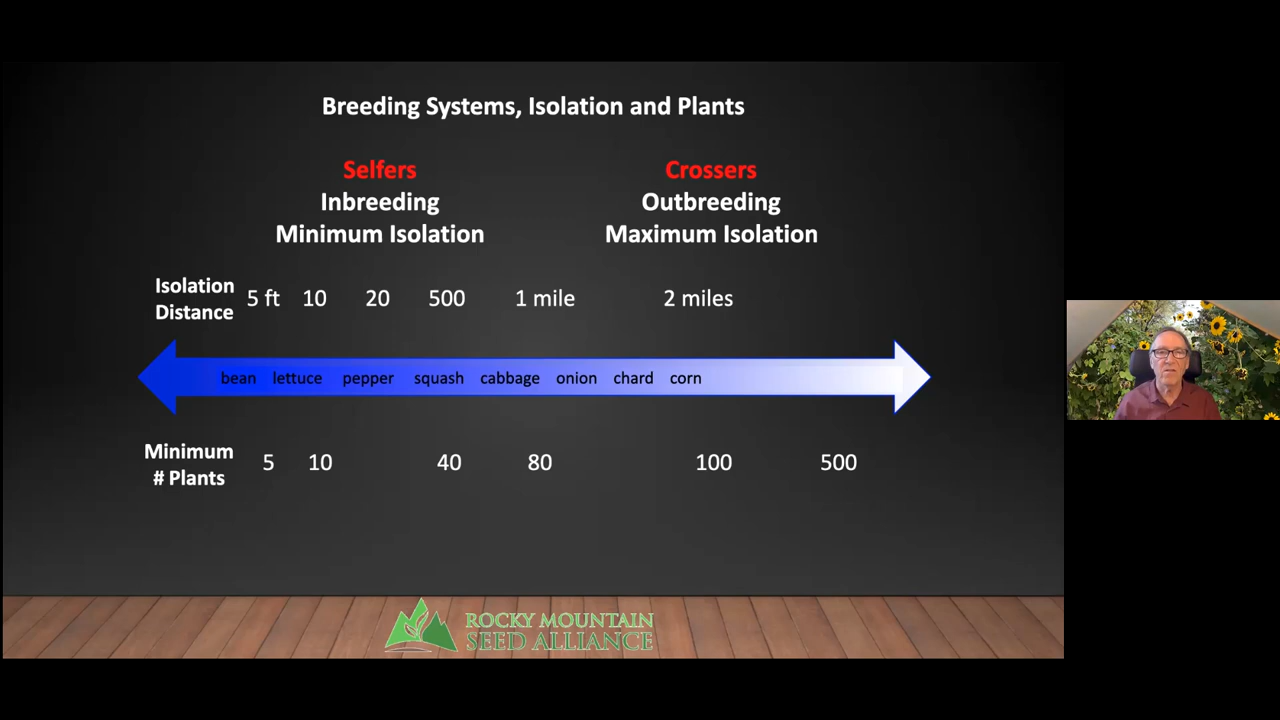 Breeding Systems, Isolation and Plants
Selfers
Inbreeding
Minimum Isolation
Crossers
Outbreeding
Maximum Isolation
Isolation
Distance
5 ft 10 20 500 1 mile 2 miles
bean lettuce pepper squash cabbage onion chard corn
Minimum
# Plants
5 10 40 80 100 500
ROCKY MOUNTAIN
SEED ALLIANCE